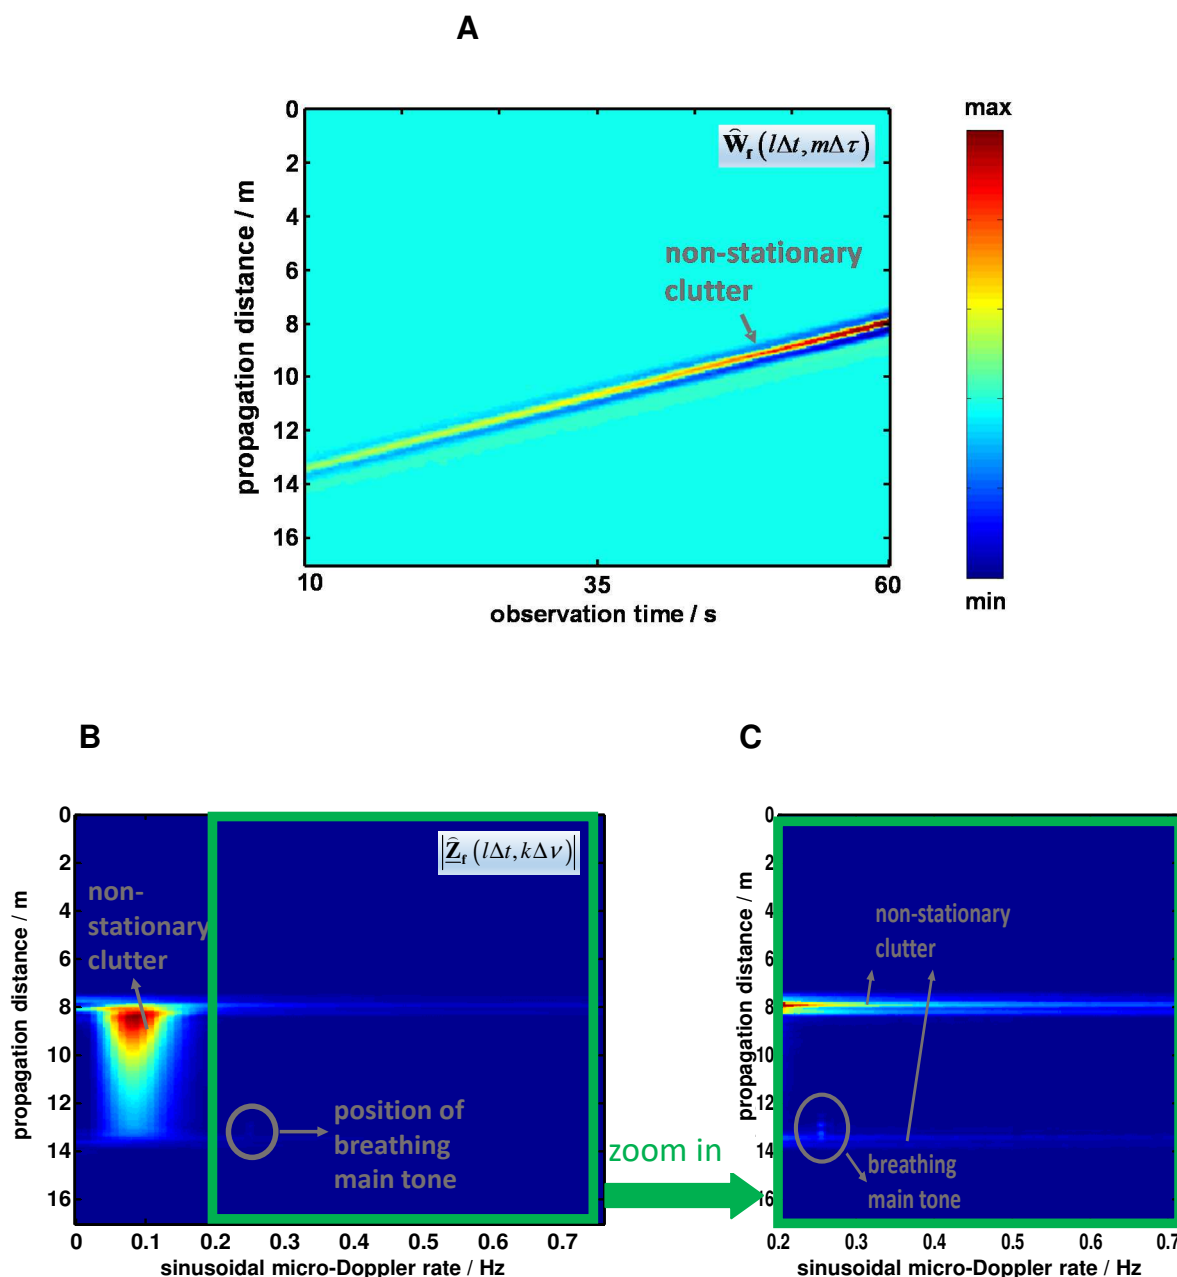 A
0
2
4
6
8
10
12
14
16
propagation distance / m
Ŵ_f (lΔt, mΔτ)
non-stationary
clutter
10
35
60
observation time / s
max
min
B
0
2
4
6
8
10
12
14
16
propagation distance / m
|Ẑ_f (lΔt, kΔν)|
non-
stationary
clutter
position of
breathing
main tone
0
0.1
0.2
0.3
0.4
0.5
0.6
0.7
sinusoidal micro-Doppler rate / Hz
zoom in
C
0
2
4
6
8
10
12
14
16
propagation distance / m
non-stationary
clutter
breathing
main tone
0.2
0.3
0.4
0.5
0.6
0.7
sinusoidal micro-Doppler rate / Hz